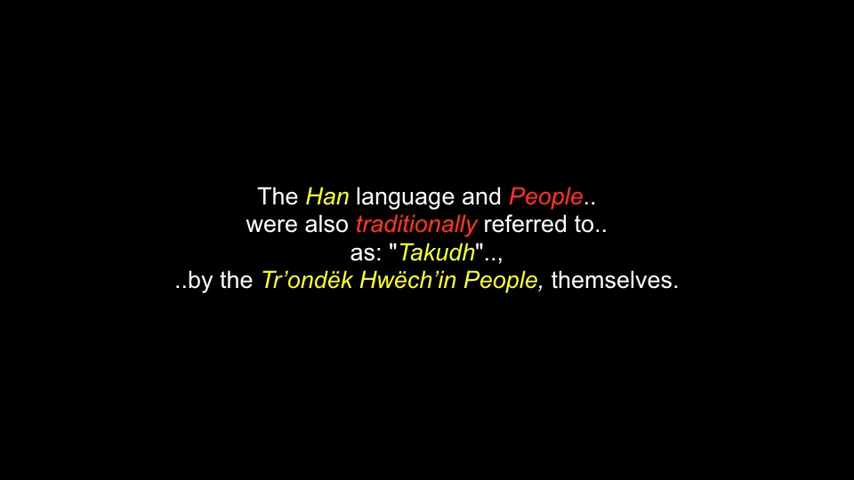 The Han language and People..
were also traditionally referred to..
as: "Takudh"..,
..by the Tr’ondëk Hwëch’in People, themselves.